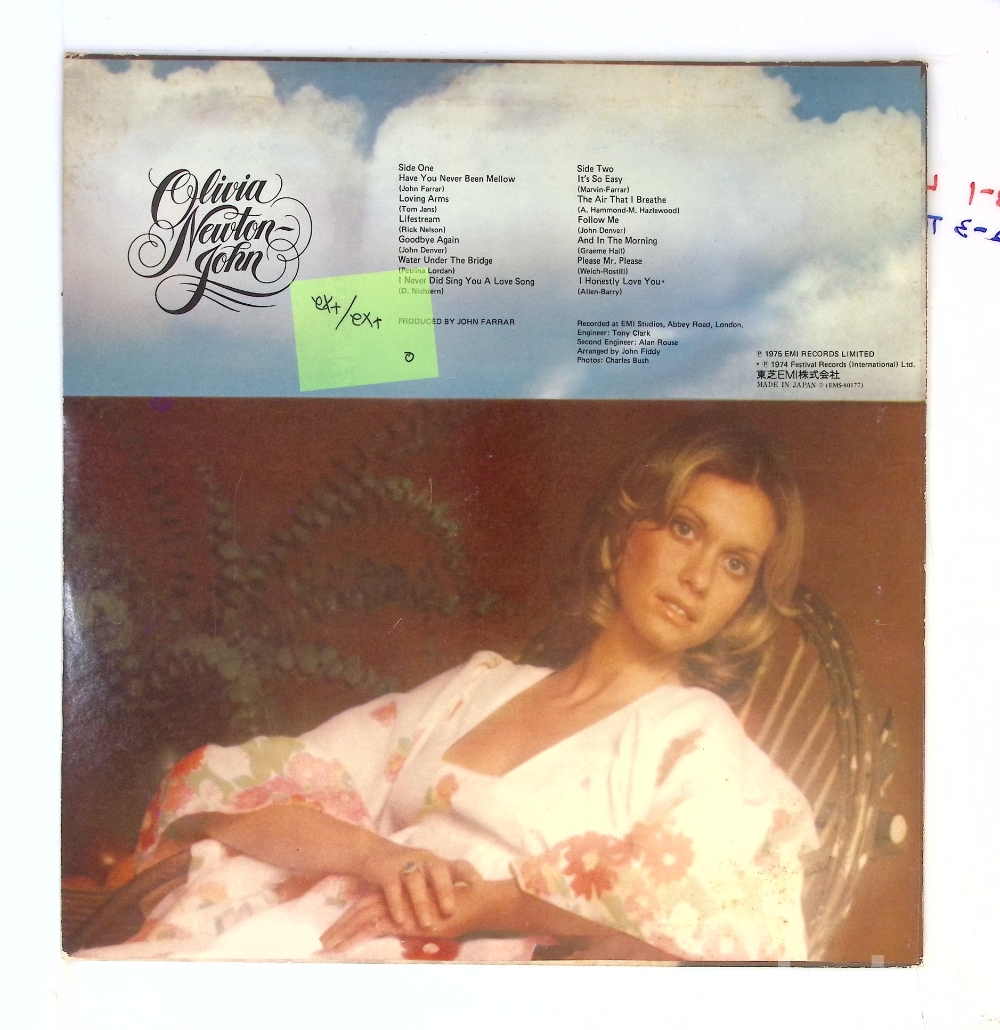 Olivia
Newton-
John
Side One
Have You Never Been Mellow
(John Farrar)
Loving Arms
(Tom Jans)
Lifestream
(Rick Nelson)
Goodbye Again
(John Denver)
Water Under The Bridge
(Petrina Lordan)
I Never Did Sing You A Love Song
(D. Nichtern)
PRODUCED BY JOHN FARRAR
Side Two
It's So Easy
(Marvin-Farrar)
The Air That I Breathe
(A. Hammond-M. Hazlewood)
Follow Me
(John Denver)
And In The Morning
(Graeme Hall)
Please Mr. Please
(Welch-Rostill)
I Honestly Love You*
(Allen-Barry)
Recorded at EMI Studios, Abbey Road, London,
Engineer: Tony Clark
Second Engineer: Alan Rouse
Arranged by John Fiddy
Photos: Charles Bush
℗ 1975 EMI RECORDS LIMITED
* ℗ 1974 Festival Records (International) Ltd.
東芝EMI株式会社
MADE IN JAPAN ① (EMS-80177)
ex+/ex+